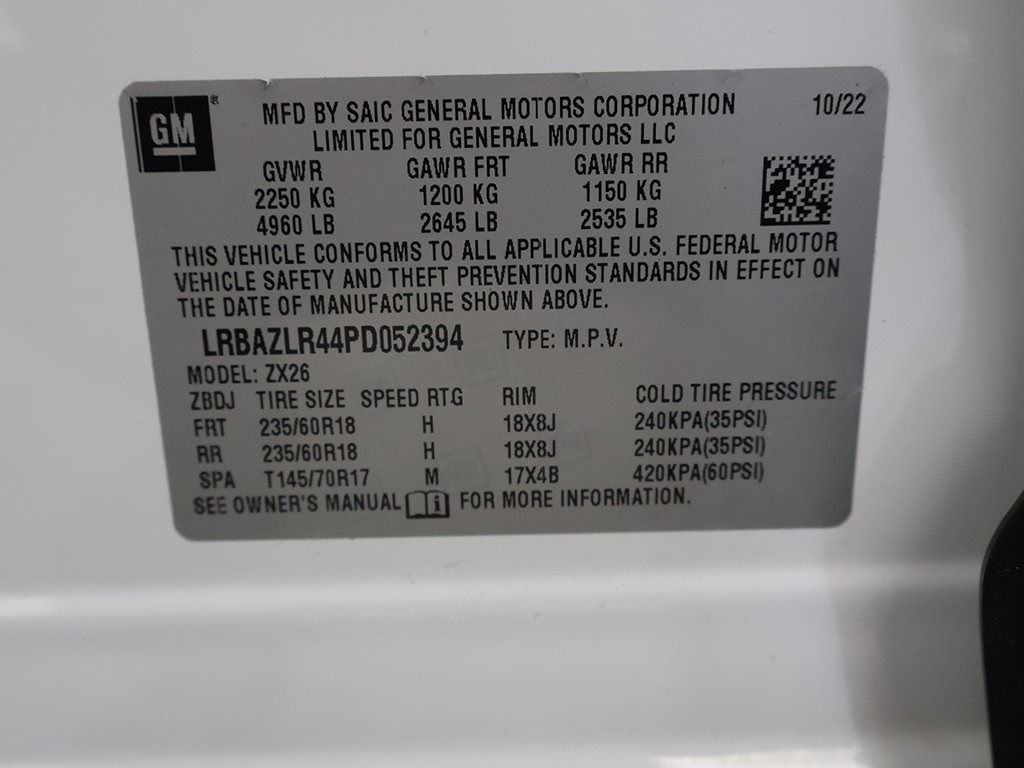 GM®
MFD BY SAIC GENERAL MOTORS CORPORATION 10/22
LIMITED FOR GENERAL MOTORS LLC
GVWR GAWR FRT GAWR RR
2250 KG 1200 KG 1150 KG
4960 LB 2645 LB 2535 LB
THIS VEHICLE CONFORMS TO ALL APPLICABLE U.S. FEDERAL MOTOR
VEHICLE SAFETY AND THEFT PREVENTION STANDARDS IN EFFECT ON
THE DATE OF MANUFACTURE SHOWN ABOVE.
LRBAZLR44PD052394 TYPE: M.P.V.
MODEL: ZX26
ZBDJ TIRE SIZE SPEED RTG RIM COLD TIRE PRESSURE
FRT 235/60R18 H 18X8J 240KPA(35PSI)
RR 235/60R18 H 18X8J 240KPA(35PSI)
SPA T145/70R17 M 17X4B 420KPA(60PSI)
SEE OWNER'S MANUAL i FOR MORE INFORMATION.